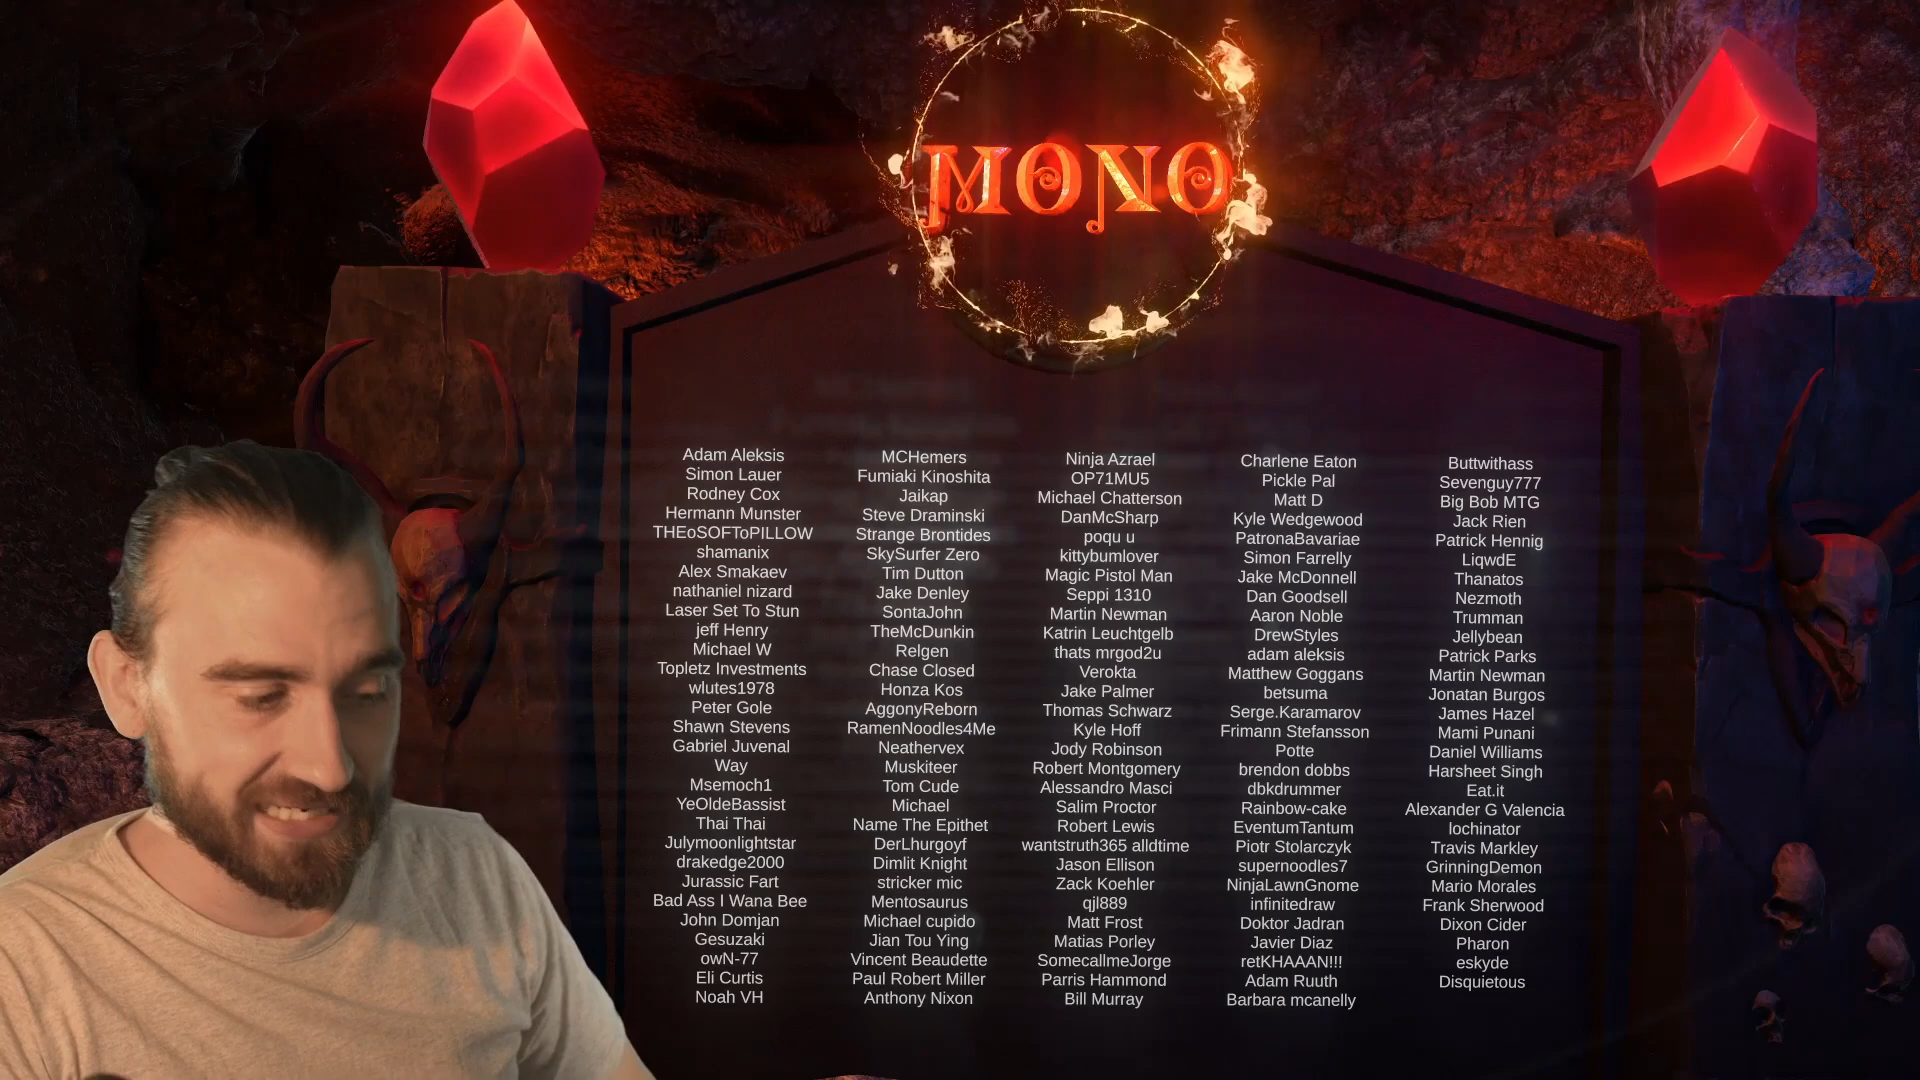 MONO
Adam Aleksis
Simon Lauer
Rodney Cox
Hermann Munster
THEoSOFToPILLOW
shamanix
Alex Smakaev
nathaniel nizard
Laser Set To Stun
jeff Henry
Michael W
Topletz Investments
wlutes1978
Peter Gole
Shawn Stevens
Gabriel Juvenal
Way
Msemoch1
YeOldeBassist
Thai Thai
Julymoonlightstar
drakedge2000
Jurassic Fart
Bad Ass I Wana Bee
John Domjan
Gesuzaki
owN-77
Eli Curtis
Noah VH
MCHemers
Fumiaki Kinoshita
Jaikap
Steve Draminski
Strange Brontides
SkySurfer Zero
Tim Dutton
Jake Denley
SontaJohn
TheMcDunkin
Relgen
Chase Closed
Honza Kos
AggonyReborn
RamenNoodles4Me
Neathervex
Muskiteer
Tom Cude
Michael
Name The Epithet
DerLhurgoyf
Dimlit Knight
stricker mic
Mentosaurus
Michael cupido
Jian Tou Ying
Vincent Beaudette
Paul Robert Miller
Anthony Nixon
Ninja Azrael
OP71MU5
Michael Chatterson
DanMcSharp
poqu u
kittybumlover
Magic Pistol Man
Seppi 1310
Martin Newman
Katrin Leuchtgelb
thats mrgod2u
Verokta
Jake Palmer
Thomas Schwarz
Kyle Hoff
Jody Robinson
Robert Montgomery
Alessandro Masci
Salim Proctor
Robert Lewis
wantstruth365 alldtime
Jason Ellison
Zack Koehler
qjl889
Matt Frost
Matias Porley
SomecallmeJorge
Parris Hammond
Bill Murray
Charlene Eaton
Pickle Pal
Matt D
Kyle Wedgewood
PatronaBavariae
Simon Farrelly
Jake McDonnell
Dan Goodsell
Aaron Noble
DrewStyles
adam aleksis
Matthew Goggans
betsuma
Serge.Karamarov
Frimann Stefansson
Potte
brendon dobbs
dbkdrummer
Rainbow-cake
EventumTantum
Piotr Stolarczyk
supernoodles7
NinjaLawnGnome
infinitedraw
Doktor Jadran
Javier Diaz
retKHAAAN!!!
Adam Ruuth
Barbara mcanelly
Buttwithass
Sevenguy777
Big Bob MTG
Jack Rien
Patrick Hennig
LiqwdE
Thanatos
Nezmoth
Trumman
Jellybean
Patrick Parks
Martin Newman
Jonatan Burgos
James Hazel
Mami Punani
Daniel Williams
Harsheet Singh
Eat.it
Alexander G Valencia
lochinator
Travis Markley
GrinningDemon
Mario Morales
Frank Sherwood
Dixon Cider
Pharon
eskyde
Disquietous